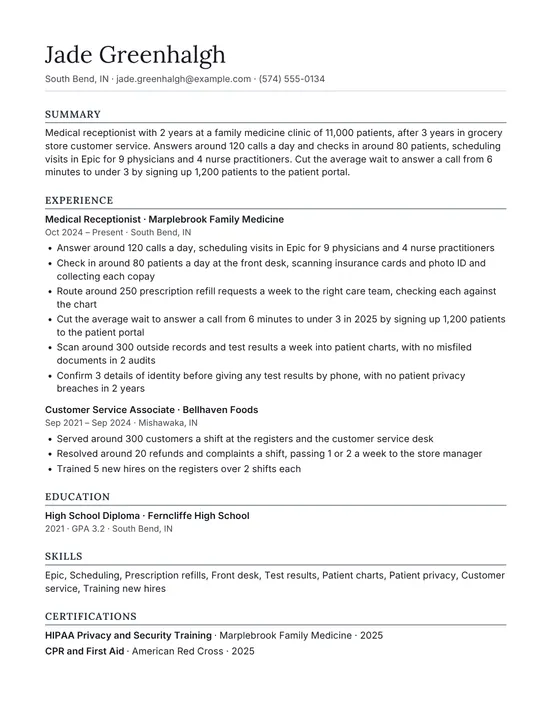 Jade Greenhalgh
South Bend, IN · jade.greenhalgh@example.com · (574) 555-0134
SUMMARY
Medical receptionist with 2 years at a family medicine clinic of 11,000 patients, after 3 years in grocery
store customer service. Answers around 120 calls a day and checks in around 80 patients, scheduling
visits in Epic for 9 physicians and 4 nurse practitioners. Cut the average wait to answer a call from 6
minutes to under 3 by signing up 1,200 patients to the patient portal.
EXPERIENCE
Medical Receptionist · Marplebrook Family Medicine
Oct 2024 – Present · South Bend, IN
• Answer around 120 calls a day, scheduling visits in Epic for 9 physicians and 4 nurse practitioners
• Check in around 80 patients a day at the front desk, scanning insurance cards and photo ID and
collecting each copay
• Route around 250 prescription refill requests a week to the right care team, checking each against
the chart
• Cut the average wait to answer a call from 6 minutes to under 3 in 2025 by signing up 1,200 patients
to the patient portal
• Scan around 300 outside records and test results a week into patient charts, with no misfiled
documents in 2 audits
• Confirm 3 details of identity before giving any test results by phone, with no patient privacy
breaches in 2 years
Customer Service Associate · Bellhaven Foods
Sep 2021 – Sep 2024 · Mishawaka, IN
• Served around 300 customers a shift at the registers and the customer service desk
• Resolved around 20 refunds and complaints a shift, passing 1 or 2 a week to the store manager
• Trained 5 new hires on the registers over 2 shifts each
EDUCATION
High School Diploma · Ferncliffe High School
2021 · GPA 3.2 · South Bend, IN
SKILLS
Epic, Scheduling, Prescription refills, Front desk, Test results, Patient charts, Patient privacy, Customer
service, Training new hires
CERTIFICATIONS
HIPAA Privacy and Security Training · Marplebrook Family Medicine · 2025
CPR and First Aid · American Red Cross · 2025